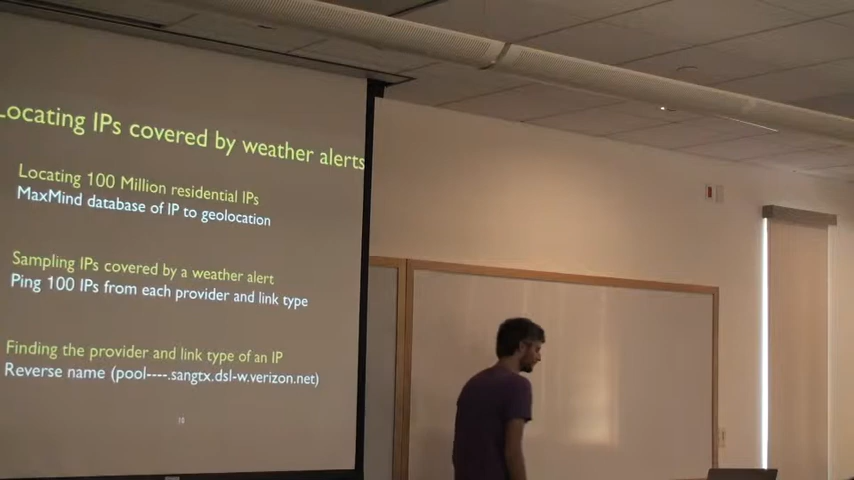 Locating IPs covered by weather alerts
Locating 100 Million residential IPs
MaxMind database of IP to geolocation
Sampling IPs covered by a weather alert
Ping 100 IPs from each provider and link type
Finding the provider and link type of an IP
Reverse name (pool----.sangtx.dsl-w.verizon.net)